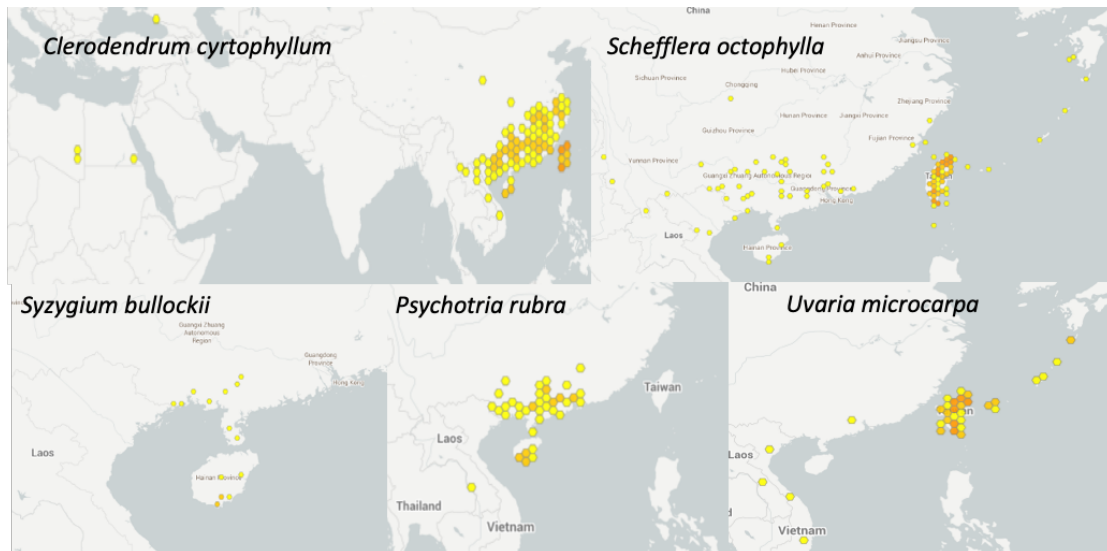 Clerodendrum cyrtophyllum
Schefflera octophylla
China
Henan Province
Jiangsu Province
Anhui Province
Sichuan Province
Hubei Province
Chongqing
Zhejiang Province
Hunan Province
Jiangxi Province
Guizhou Province
Fujian Province
Yunnan Province
Guangxi Zhuang Autonomous Region
Guangdong Province
Hong Kong
Laos
Hainan Province
Syzygium bullockii
Guangxi Zhuang
Autonomous
Region
Guangdong
Province
Hong Kong
Laos
Hainan Province
Psychotria rubra
Taiwan
Laos
Thailand
Vietnam
China
Uvaria microcarpa
Laos
Vietnam